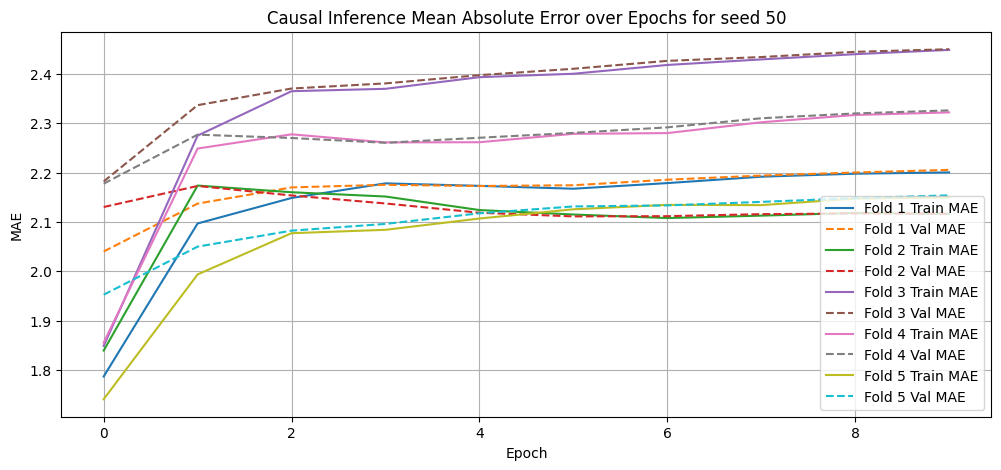 Causal Inference Mean Absolute Error over Epochs for seed 50
MAE
2.4
2.3
2.2
2.1
2.0
1.9
1.8
0 2 4 6 8
Epoch
Fold 1 Train MAE
Fold 1 Val MAE
Fold 2 Train MAE
Fold 2 Val MAE
Fold 3 Train MAE
Fold 3 Val MAE
Fold 4 Train MAE
Fold 4 Val MAE
Fold 5 Train MAE
Fold 5 Val MAE